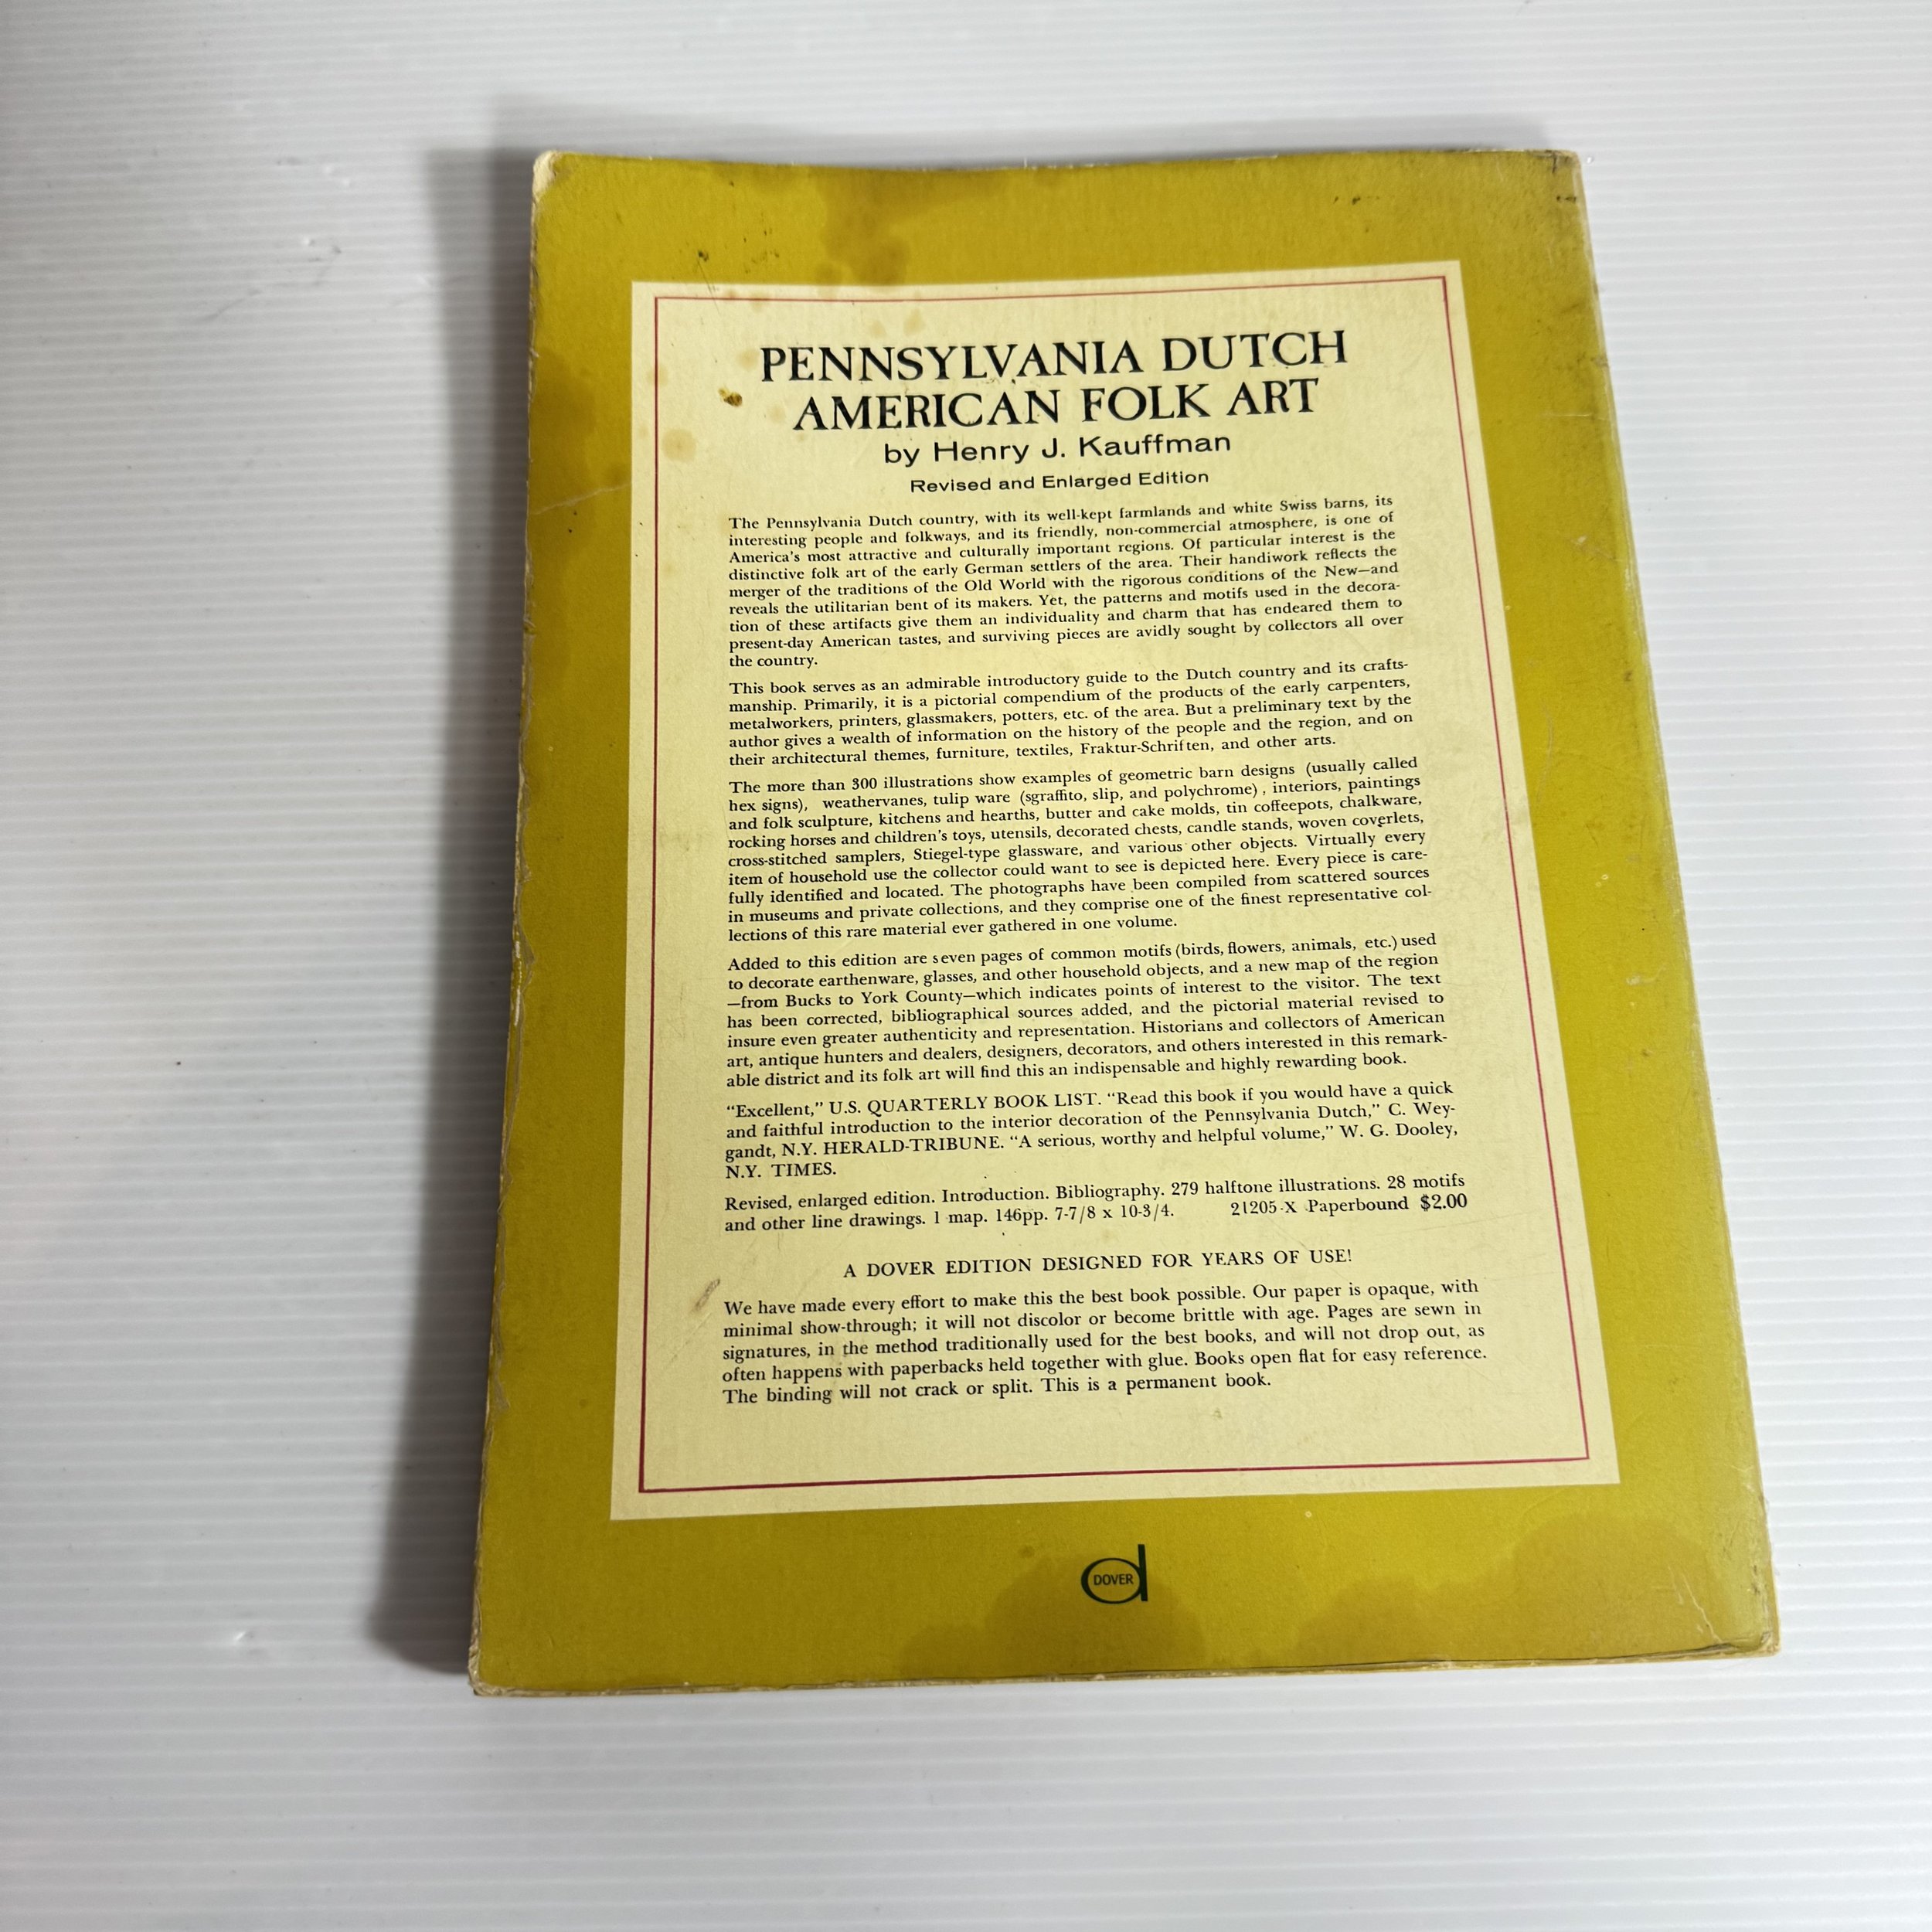 PENNSYLVANIA DUTCH
AMERICAN FOLK ART
by Henry J. Kauffman
Revised and Enlarged Edition
The Pennsylvania Dutch country, with its well-kept farmlands and white Swiss barns, its
interesting people and folkways, and its friendly, non-commercial atmosphere, is one of
America's most attractive and culturally important regions. Of particular interest is the
distinctive folk art of the early German settlers of the area. Their handiwork reflects the
merger of the traditions of the Old World with the rigorous conditions of the New—and
reveals the utilitarian bent of its makers. Yet, the patterns and motifs used in the decora-
tion of these artifacts give them an individuality and charm that has endeared them to
present-day American tastes, and surviving pieces are avidly sought by collectors all over
the country.
This book serves as an admirable introductory guide to the Dutch country and its crafts-
manship. Primarily, it is a pictorial compendium of the products of the early carpenters,
metalworkers, printers, glassmakers, potters, etc. of the area. But a preliminary text by the
author gives a wealth of information on the history of the people and the region, and on
their architectural themes, furniture, textiles, Fraktur-Schriften, and other arts.
The more than 300 illustrations show examples of geometric barn designs (usually called
hex signs), weathervanes, tulip ware (sgraffito, slip, and polychrome), interiors, paintings
and folk sculpture, kitchens and hearths, butter and cake molds, tin coffeepots, chalkware,
rocking horses and children's toys, utensils, decorated chests, candle stands, woven coverlets,
cross-stitched samplers, Stiegel-type glassware, and various other objects. Virtually every
item of household use the collector could want to see is depicted here. Every piece is care-
fully identified and located. The photographs have been compiled from scattered sources
in museums and private collections, and they comprise one of the finest representative col-
lections of this rare material ever gathered in one volume.
Added to this edition are seven pages of common motifs (birds, flowers, animals, etc.) used
to decorate earthenware, glasses, and other household objects, and a new map of the region
—from Bucks to York County—which indicates points of interest to the visitor. The text
has been corrected, bibliographical sources added, and the pictorial material revised to
insure even greater authenticity and representation. Historians and collectors of American
art, antique hunters and dealers, designers, decorators, and others interested in this remark-
able district and its folk art will find this an indispensable and highly rewarding book.
"Excellent," U.S. QUARTERLY BOOK LIST. "Read this book if you would have a quick
and faithful introduction to the interior decoration of the Pennsylvania Dutch," C. Wey-
gandt, N.Y. HERALD-TRIBUNE. "A serious, worthy and helpful volume," W. G. Dooley,
N.Y. TIMES.
Revised, enlarged edition. Introduction. Bibliography. 279 halftone illustrations. 28 motifs
and other line drawings. 1 map. 146pp. 7-7/8 x 10-3/4. 21205-X Paperbound $2.00
A DOVER EDITION DESIGNED FOR YEARS OF USE!
We have made every effort to make this the best book possible. Our paper is opaque, with
minimal show-through; it will not discolor or become brittle with age. Pages are sewn in
signatures, in the method traditionally used for the best books, and will not drop out, as
often happens with paperbacks held together with glue. Books open flat for easy reference.
The binding will not crack or split. This is a permanent book.
DOVER